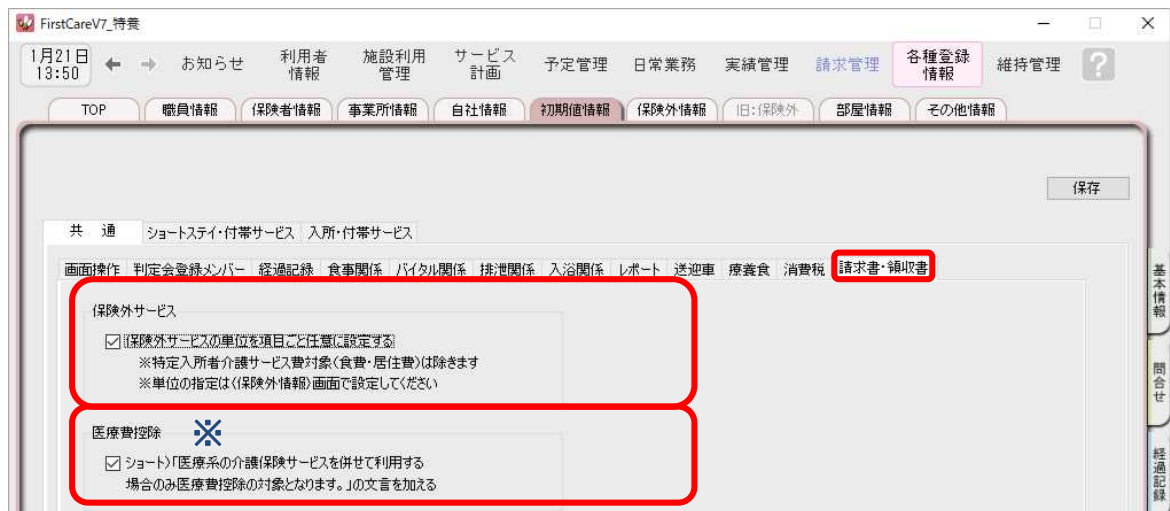 FirstCareV7_特養
1月21日
13:50
お知らせ
利用者
情報
施設利用
管理
サービス
計画
予定管理
日常業務
実績管理
請求管理
各種登録
情報
維持管理
?
TOP
職員情報
保険者情報
事業所情報
自社情報
初期値情報
保険外情報
旧:保険外
部屋情報
その他情報
保存
共 通
ショートステイ・付帯サービス
入所・付帯サービス
画面操作
判定会登録メンバー
経過記録
食事関係
バイタル関係
排泄関係
入浴関係
レポート
送迎車
療養食
消費税
請求書・領収書
保険外サービス
保険外サービスの単位を項目ごと任意に設定する
※特定入所者介護サービス費対象(食費・居住費)は除きます
※単位の指定は〈保険外情報〉画面で設定してください
医療費控除 ※
ショート)「医療系の介護保険サービスを併せて利用する
場合のみ医療費控除の対象となります。」の文言を加える
基本情報
問合せ
経過記録